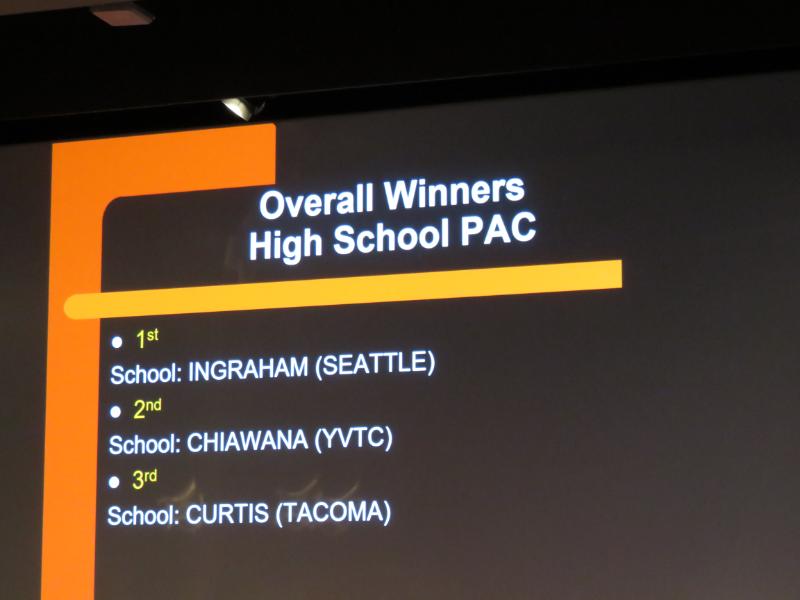 Overall Winners
High School PAC
• 1st
School: INGRAHAM (SEATTLE)
• 2nd
School: CHIAWANA (YVTC)
• 3rd
School: CURTIS (TACOMA)